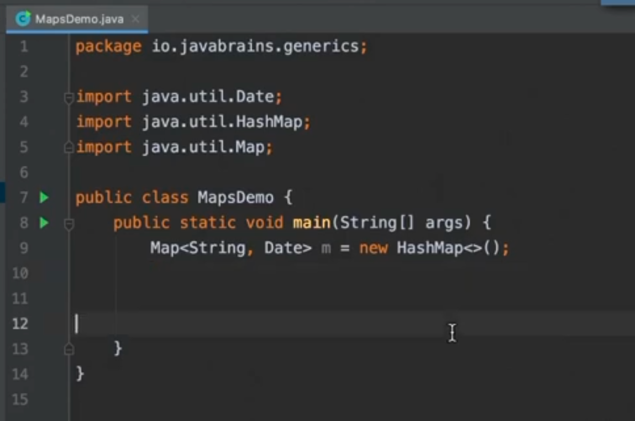 MapsDemo.java
1 package io.javabrains.generics;
2
3 import java.util.Date;
4 import java.util.HashMap;
5 import java.util.Map;
6
7 public class MapsDemo {
8 public static void main(String[] args) {
9 Map<String, Date> m = new HashMap<>();
10
11
12
13 }
14 }
15